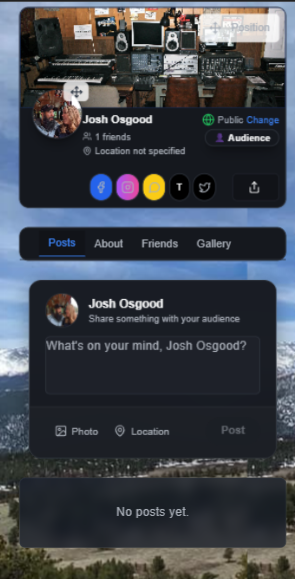 Position
Josh Osgood
Public Change
1 friends
Audience
Location not specified
T
Posts About Friends Gallery
Josh Osgood
Share something with your audience
What's on your mind, Josh Osgood?
Photo Location Post
No posts yet.